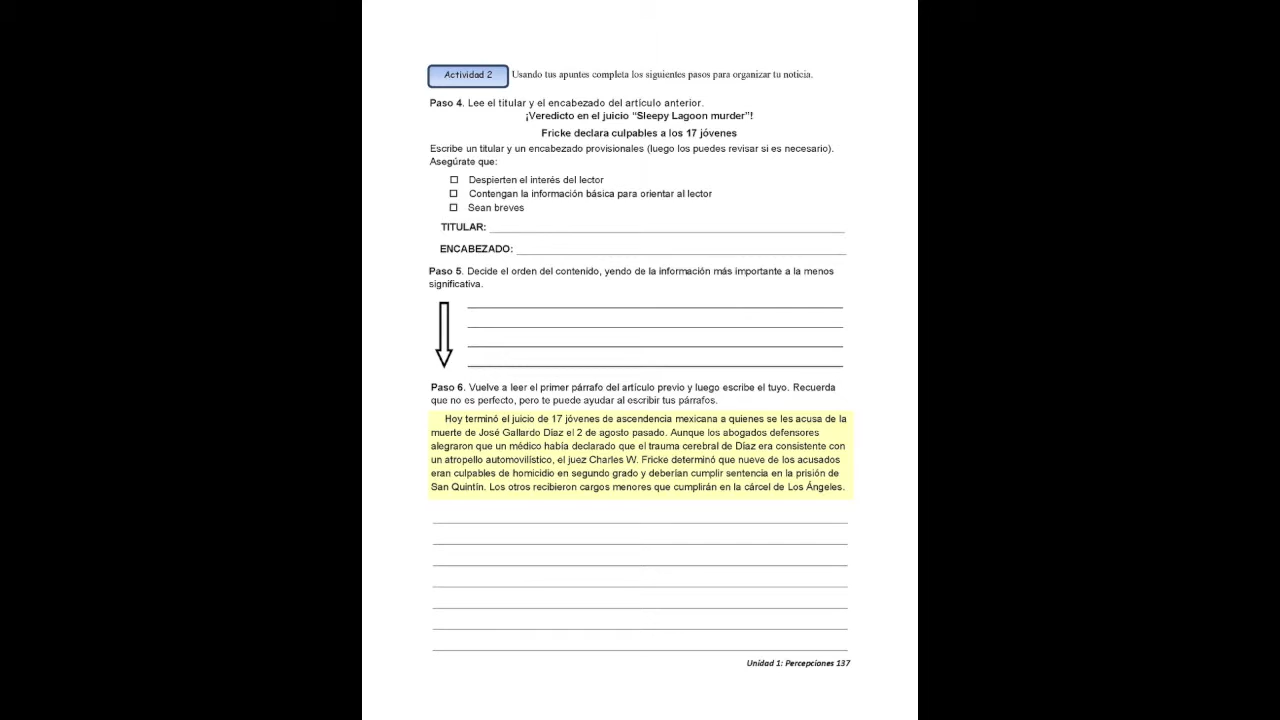 Actividad 2 Usando tus apuntes completa los siguientes pasos para organizar tu noticia.
Paso 4. Lee el titular y el encabezado del artículo anterior.
¡Veredicto en el juicio “Sleepy Lagoon murder”!
Fricke declara culpables a los 17 jóvenes
Escribe un titular y un encabezado provisionales (luego los puedes revisar si es necesario).
Asegúrate que:
Despierten el interés del lector
Contengan la información básica para orientar al lector
Sean breves
TITULAR:
ENCABEZADO:
Paso 5. Decide el orden del contenido, yendo de la información más importante a la menos
significativa.
Paso 6. Vuelve a leer el primer párrafo del artículo previo y luego escribe el tuyo. Recuerda
que no es perfecto, pero te puede ayudar al escribir tus párrafos.
Hoy terminó el juicio de 17 jóvenes de ascendencia mexicana a quienes se les acusa de la
muerte de José Gallardo Díaz el 2 de agosto pasado. Aunque los abogados defensores
alegraron que un médico había declarado que el trauma cerebral de Díaz era consistente con
un atropello automovilístico, el juez Charles W. Fricke determinó que nueve de los acusados
eran culpables de homicidio en segundo grado y deberían cumplir sentencia en la prisión de
San Quintín. Los otros recibieron cargos menores que cumplirán en la cárcel de Los Ángeles.
Unidad 1: Percepciones 137